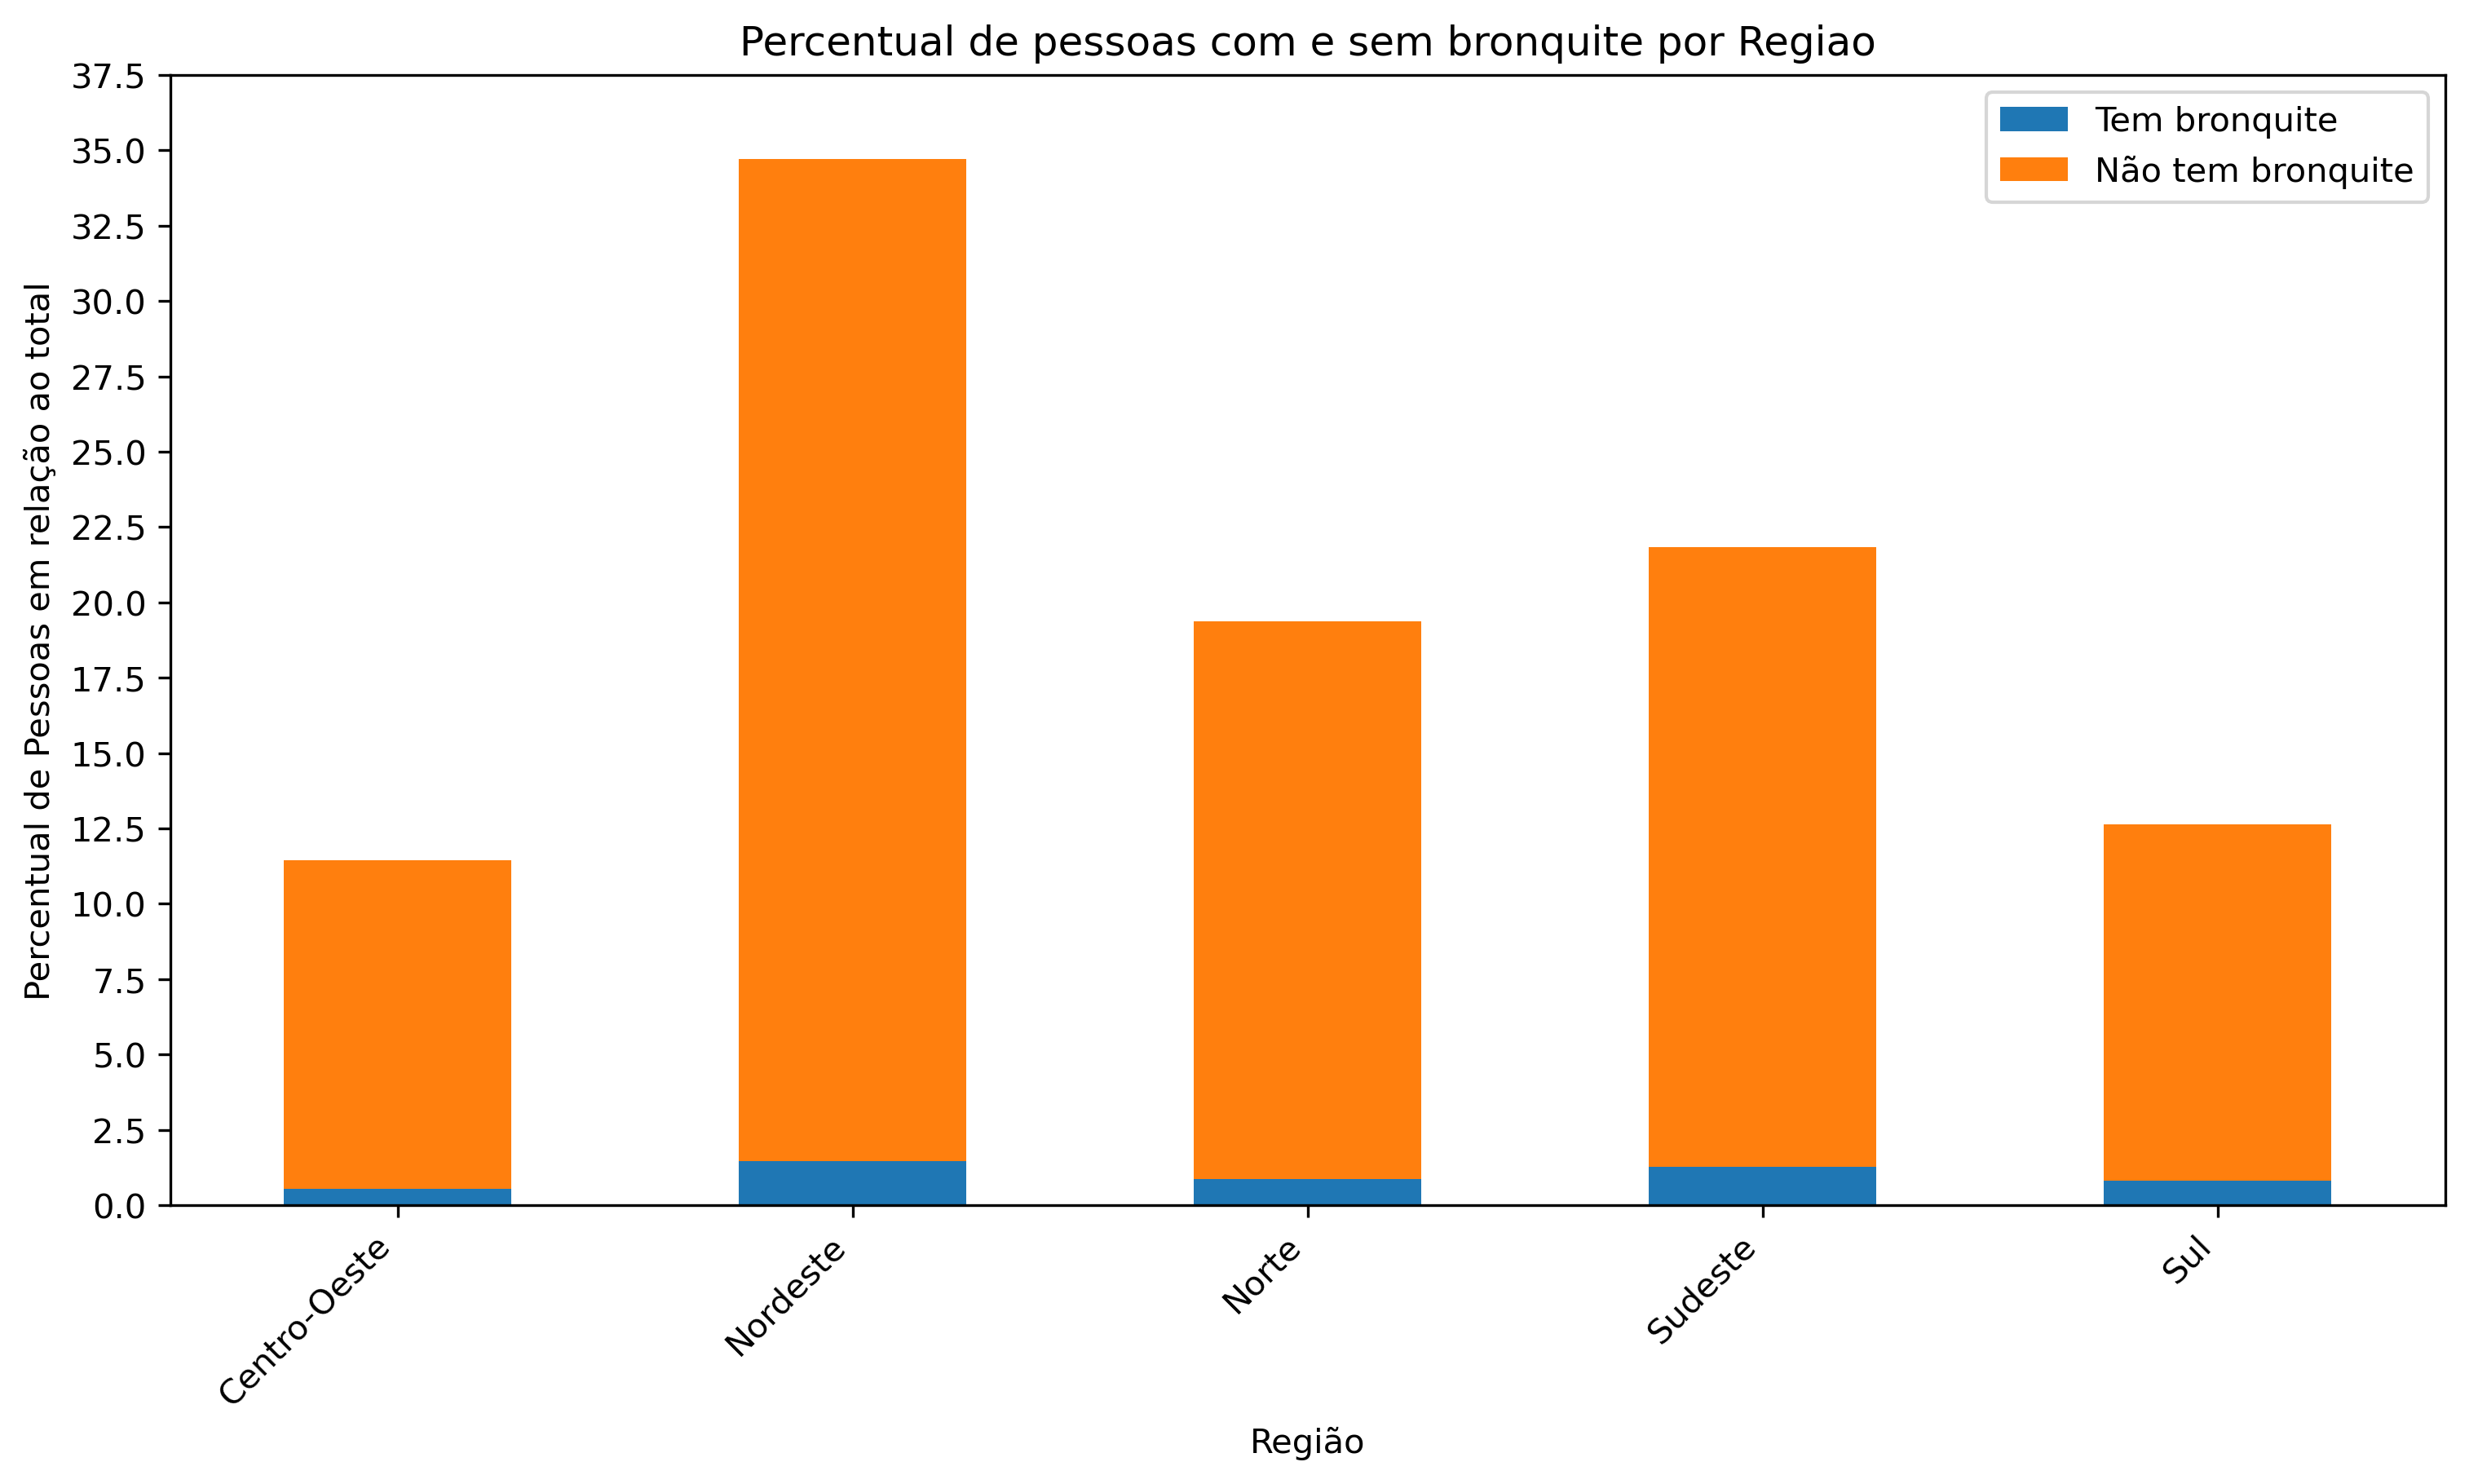 Percentual de pessoas com e sem bronquite por Regiao
Tem bronquite
Não tem bronquite
Percentual de Pessoas em relação ao total
37.5
35.0
32.5
30.0
27.5
25.0
22.5
20.0
17.5
15.0
12.5
10.0
7.5
5.0
2.5
0.0
Centro-Oeste
Nordeste
Norte
Sudeste
Sul
Região